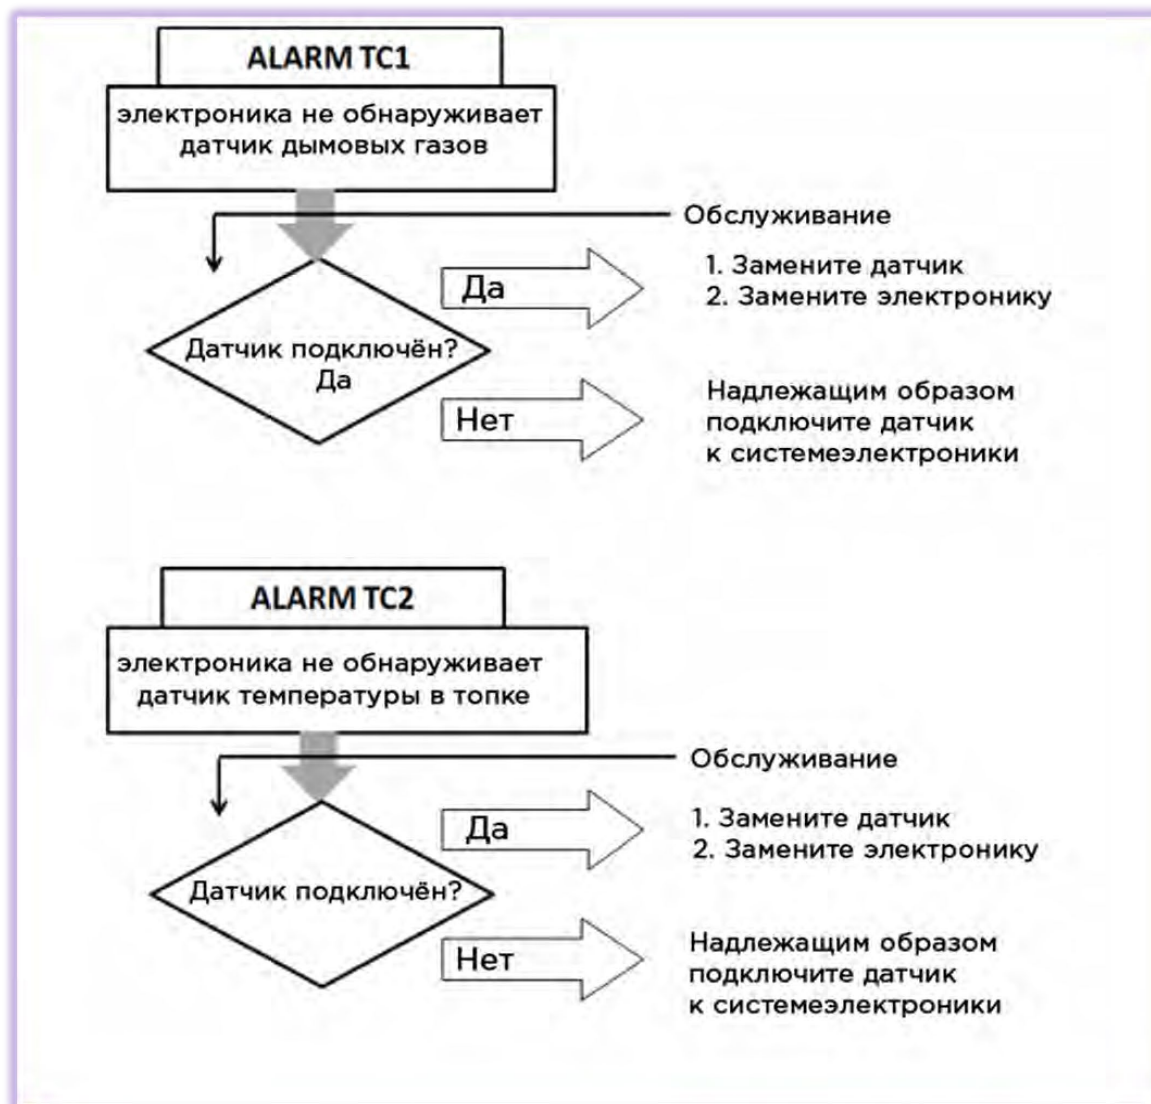 ALARM TC1
электроника не обнаруживает
датчик дымовых газов
Обслуживание
Да
1. Замените датчик
2. Замените электронику
Датчик подключён?
Да
Нет
Надлежащим образом
подключите датчик
к системеэлектроники
ALARM TC2
электроника не обнаруживает
датчик температуры в топке
Обслуживание
Да
1. Замените датчик
2. Замените электронику
Датчик подключён?
Нет
Надлежащим образом
подключите датчик
к системеэлектроники